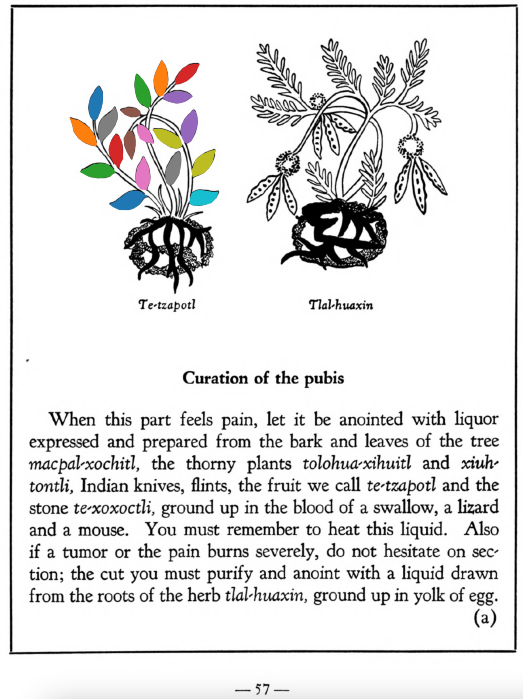 Te-tzapotl
Tlal-huaxin
Curation of the pubis
When this part feels pain, let it be anointed with liquor
expressed and prepared from the bark and leaves of the tree
macpal-xochitl, the thorny plants tolohua-xihuitl and xiuh-
tontli, Indian knives, flints, the fruit we call te-tzapotl and the
stone te-xoxoctli, ground up in the blood of a swallow, a lizard
and a mouse. You must remember to heat this liquid. Also
if a tumor or the pain burns severely, do not hesitate on sec-
tion; the cut you must purify and anoint with a liquid drawn
from the roots of the herb tlal-huaxin, ground up in yolk of egg.
(a)
— 57 —